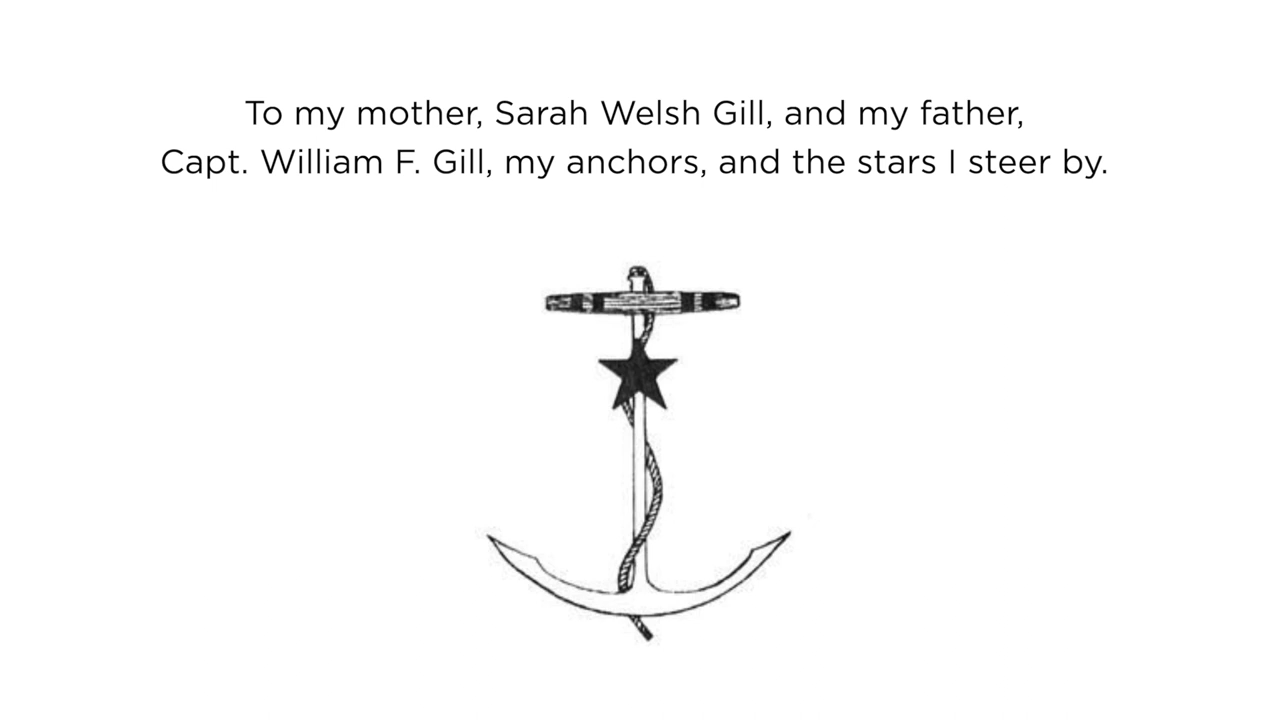 To my mother, Sarah Welsh Gill, and my father,
Capt. William F. Gill, my anchors, and the stars I steer by.